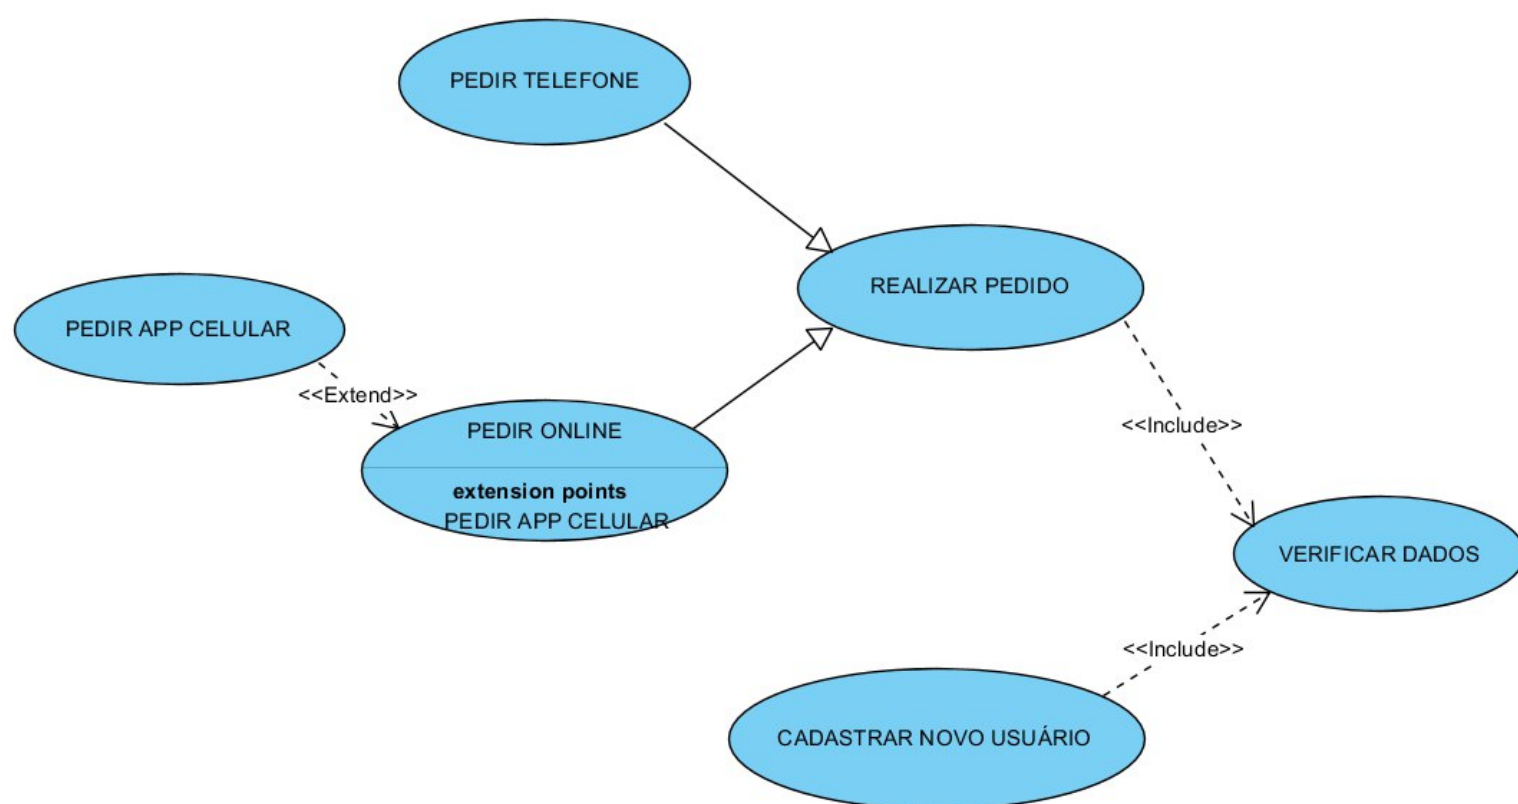 PEDIR TELEFONE
REALIZAR PEDIDO
PEDIR APP CELULAR
<<Extend>>
PEDIR ONLINE
extension points
PEDIR APP CELULAR
<<Include>>
VERIFICAR DADOS
<<Include>>
CADASTRAR NOVO USUÁRIO